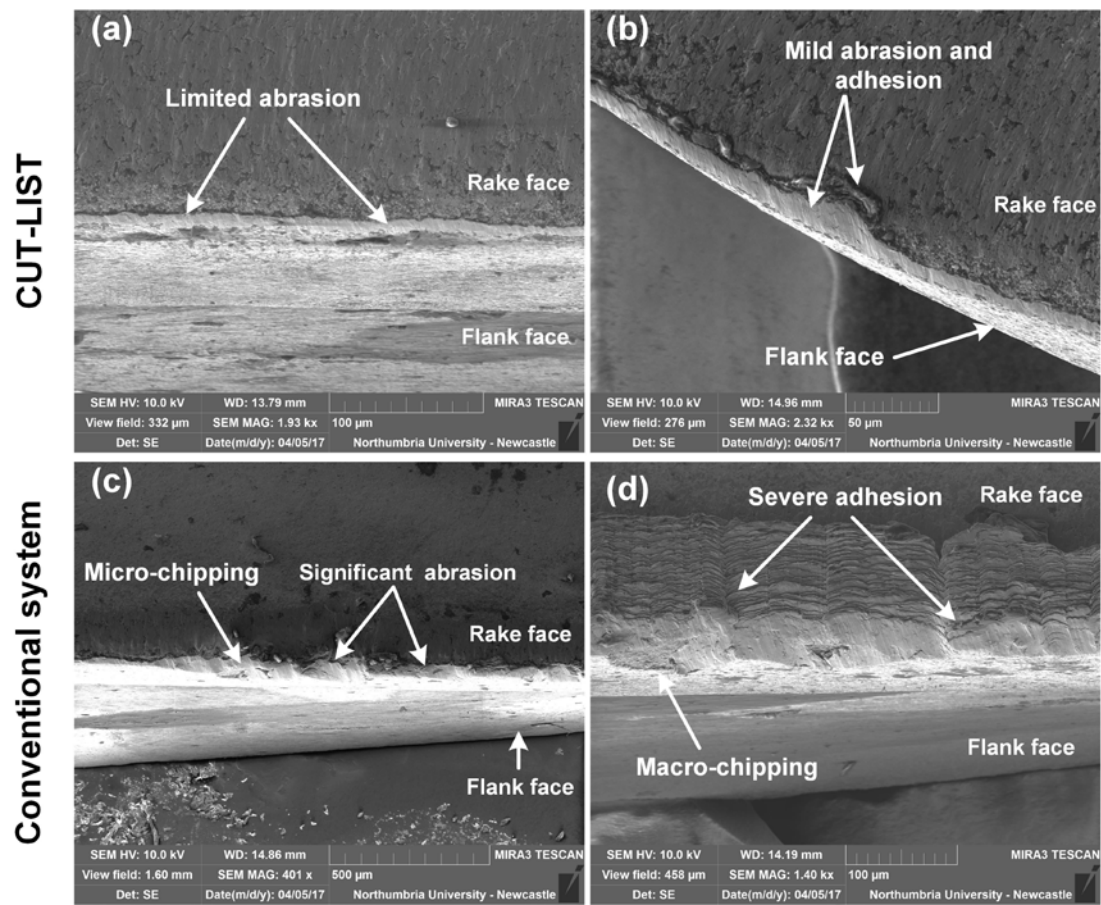 CUT-LIST
(a)
Limited abrasion
Rake face
Flank face
SEM HV: 10.0 kV WD: 13.79 mm MIRA3 TESCAN
View field: 332 µm SEM MAG: 1.93 kx 100 µm
Det: SE Date(m/d/y): 04/05/17 Northumbria University - Newcastle
(b)
Mild abrasion and
adhesion
Rake face
Flank face
SEM HV: 10.0 kV WD: 14.96 mm MIRA3 TESCAN
View field: 276 µm SEM MAG: 2.32 kx 50 µm
Det: SE Date(m/d/y): 04/05/17 Northumbria University - Newcastle
Conventional system
(c)
Micro-chipping
Significant abrasion
Rake face
Flank face
SEM HV: 10.0 kV WD: 14.86 mm MIRA3 TESCAN
View field: 1.60 mm SEM MAG: 401 x 500 µm
Det: SE Date(m/d/y): 04/05/17 Northumbria University - Newcastle
(d)
Severe adhesion
Rake face
Macro-chipping
Flank face
SEM HV: 10.0 kV WD: 14.19 mm MIRA3 TESCAN
View field: 458 µm SEM MAG: 1.40 kx 100 µm
Det: SE Date(m/d/y): 04/05/17 Northumbria University - Newcastle